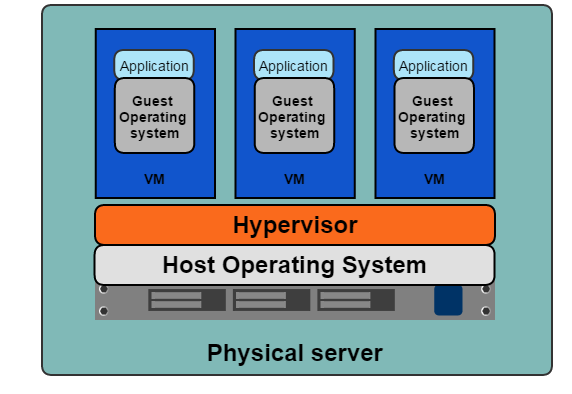 Application
Application
Application
Guest
Operating
system
Guest
Operating
system
Guest
Operating
system
VM
VM
VM
Hypervisor
Host Operating System
Physical server